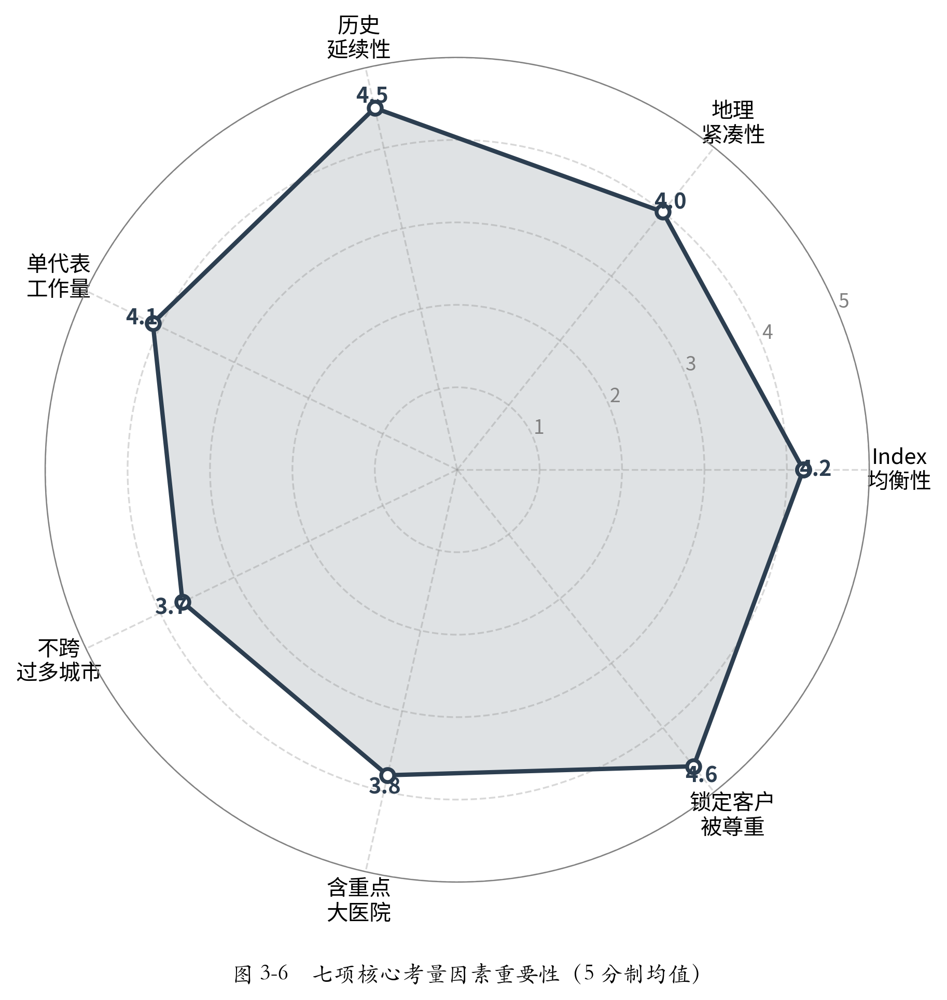 历史
延续性
4.5
地理
紧凑性
4.0
单代表
工作量
4.1
5
4
3
2
1
Index
均衡性
4.2
3.7
不跨
过多城市
3.8
4.6
锁定客户
被尊重
含重点
大医院
图 3-6 七项核心考量因素重要性（5 分制均值）